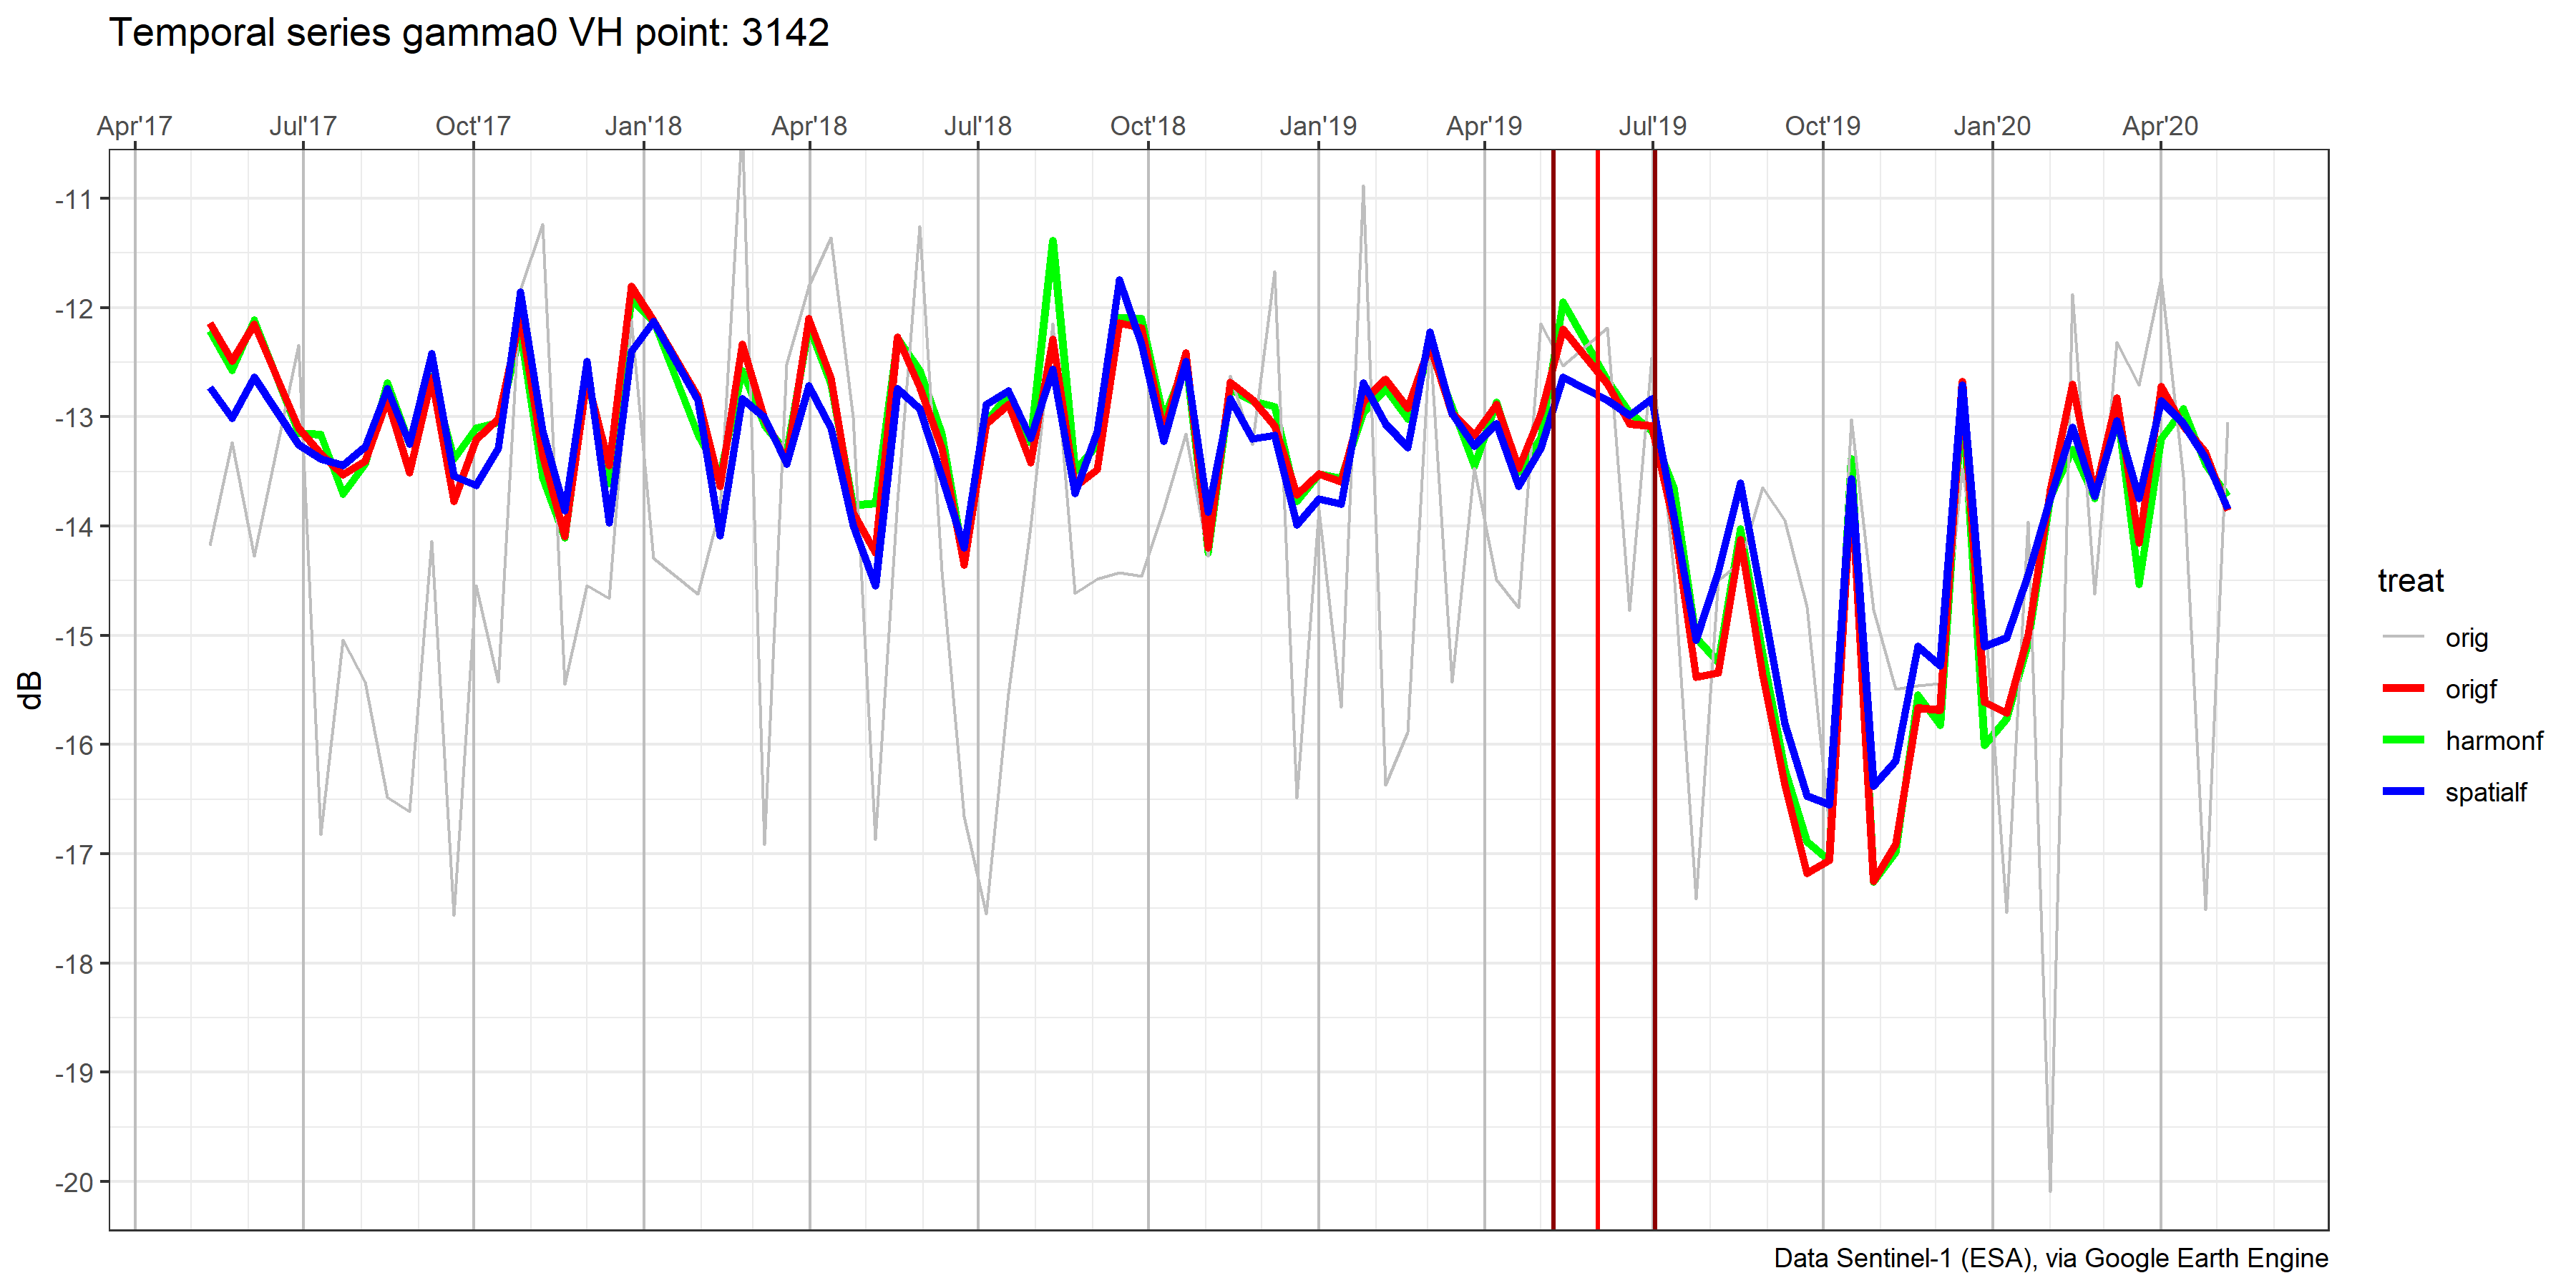 Temporal series gamma0 VH point: 3142
Apr'17 Jul'17 Oct'17 Jan'18 Apr'18 Jul'18 Oct'18 Jan'19 Apr'19 Jul'19 Oct'19 Jan'20 Apr'20
-11
-12
-13
-14
-15
-16
-17
-18
-19
-20
dB
treat
orig
origf
harmonf
spatialf
Data Sentinel-1 (ESA), via Google Earth Engine